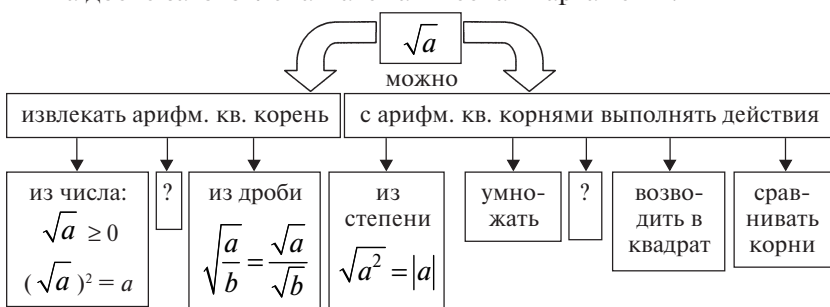 √a
можно
извлекать арифм. кв. корень
с арифм. кв. корнями выполнять действия
из числа:
√a ≥ 0
(√a)² = a
?
из дроби
√(a/b) = √a/√b
из
степени
√a² = |a|
умно-
жать
?
возво-
дить в
квадрат
срав-
нивать
корни